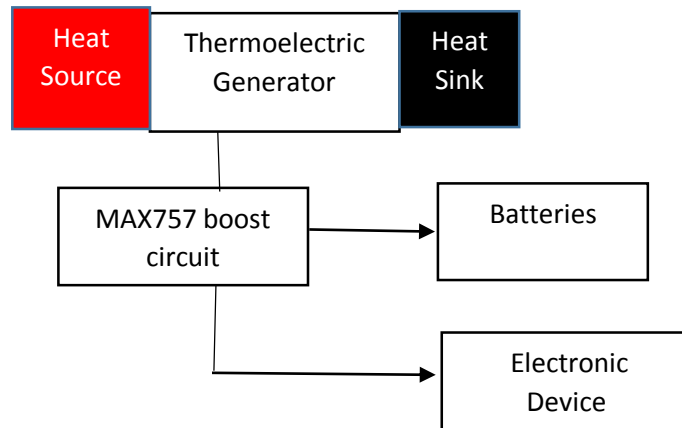 Heat
Source
Thermoelectric
Generator
Heat
Sink
MAX757 boost
circuit
Batteries
Electronic
Device